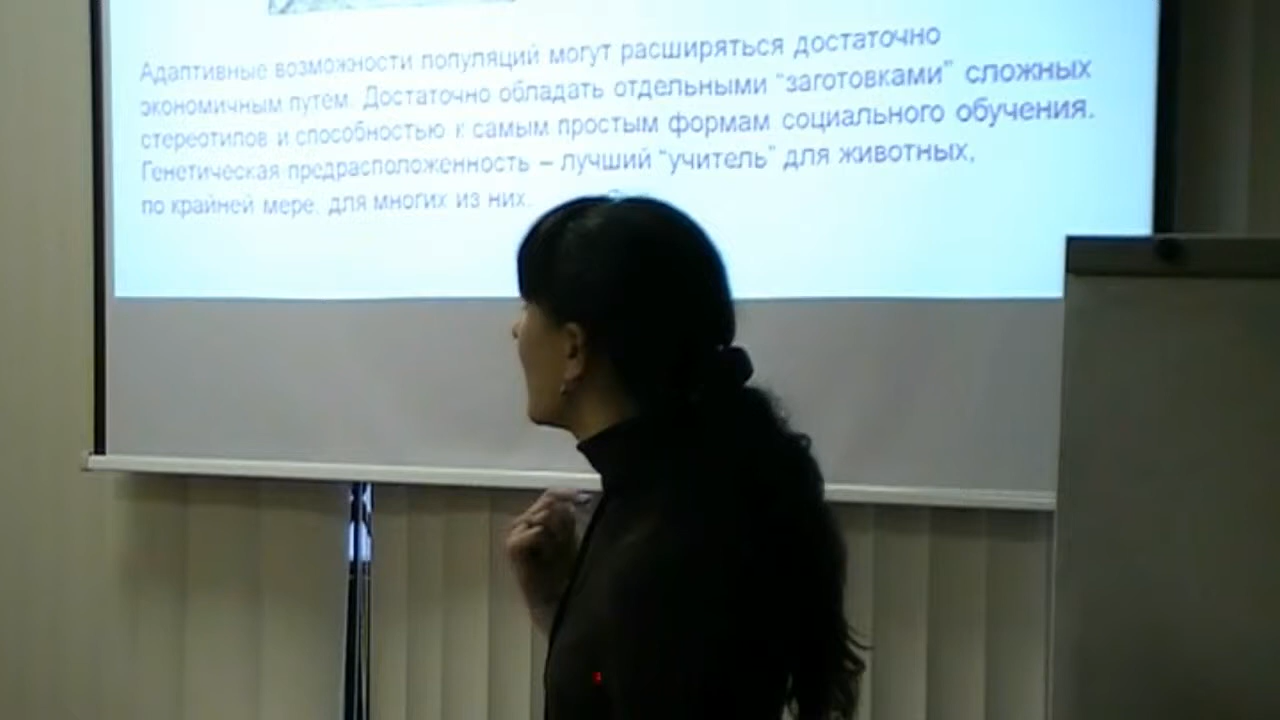 Адаптивные возможности популяций могут расширяться достаточно
экономичным путем. Достаточно обладать отдельными "заготовками" сложных
стереотипов и способностью к самым простым формам социального обучения.
Генетическая предрасположенность – лучший "учитель" для животных,
по крайней мере, для многих из них.